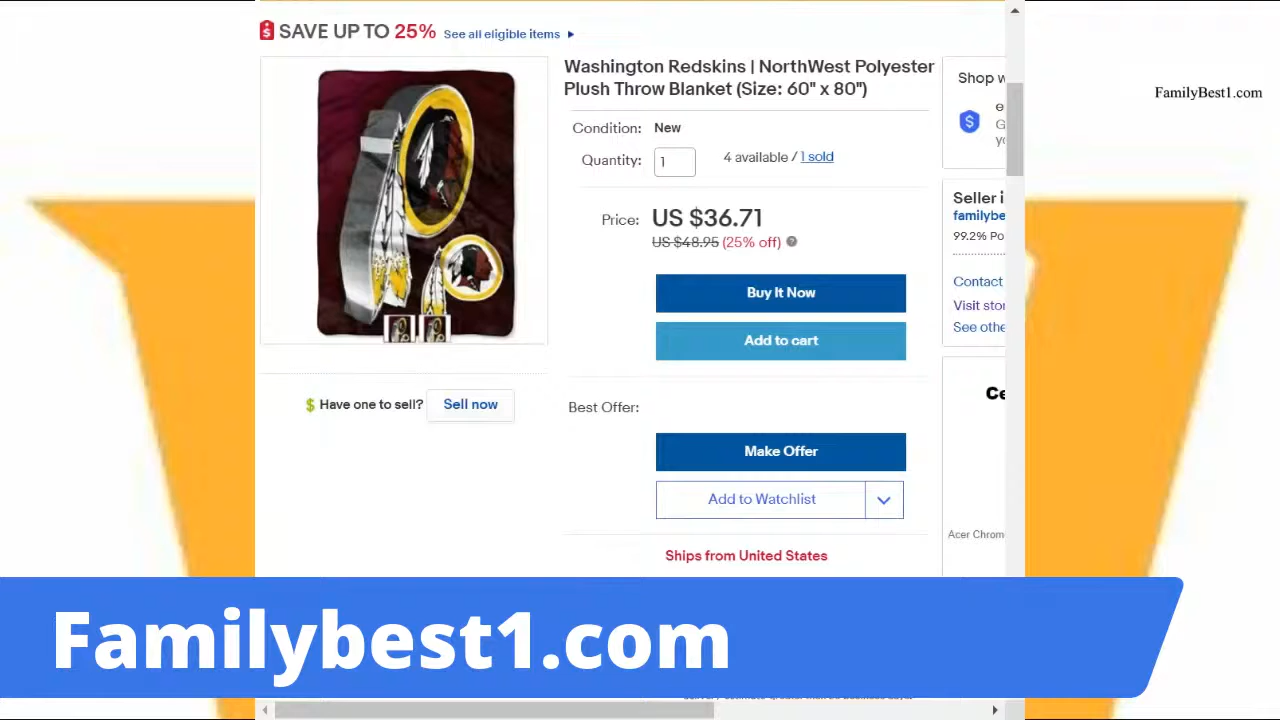 SAVE UP TO 25% See all eligible items
Washington Redskins | NorthWest Polyester
Plush Throw Blanket (Size: 60" x 80")
Condition: New
Quantity: 1 4 available / 1 sold
Price: US $36.71
US $48.95 (25% off)
Buy It Now
Add to cart
Have one to sell? Sell now
Best Offer:
Make Offer
Add to Watchlist
Ships from United States
Shop w
Seller i
familybe
99.2% Po
Contact
Visit stor
See othe
Ce
Acer Chrom
FamilyBest1.com
Familybest1.com